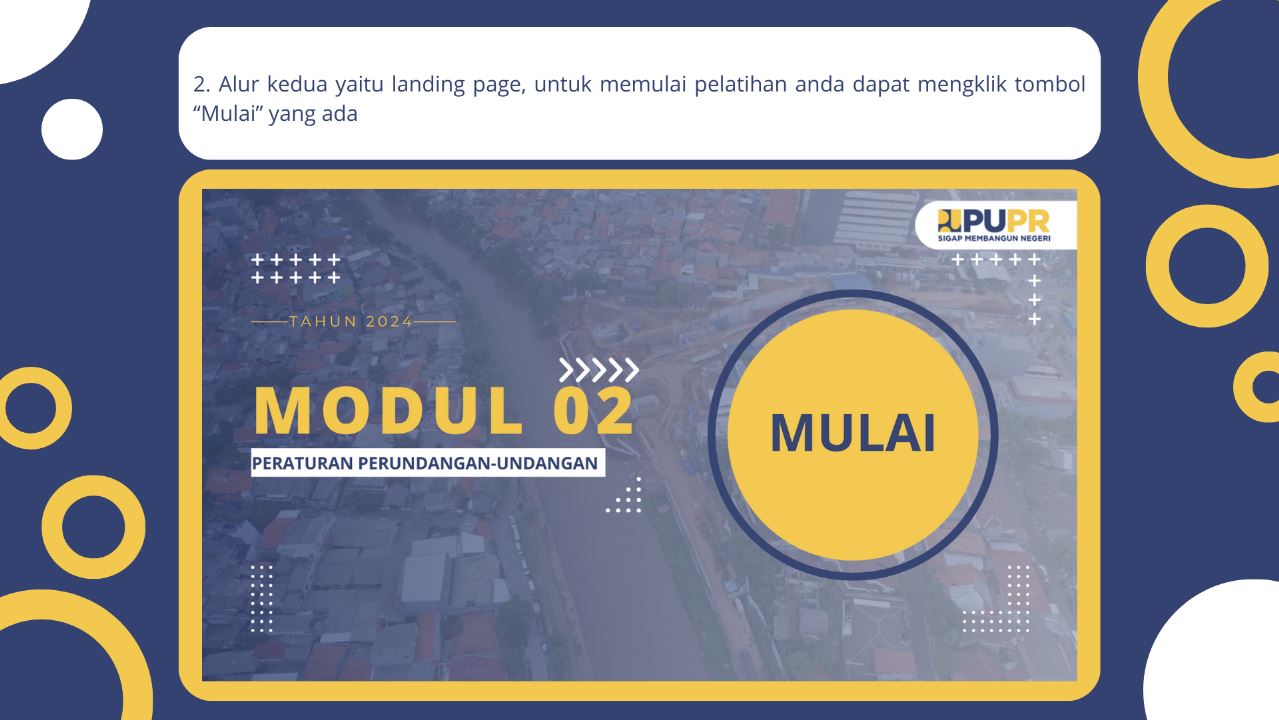 2. Alur kedua yaitu landing page, untuk memulai pelatihan anda dapat mengklik tombol
“Mulai” yang ada
PUPR
SIGAP MEMBANGUN NEGERI
TAHUN 2024
MODUL 02
PERATURAN PERUNDANGAN-UNDANGAN
MULAI